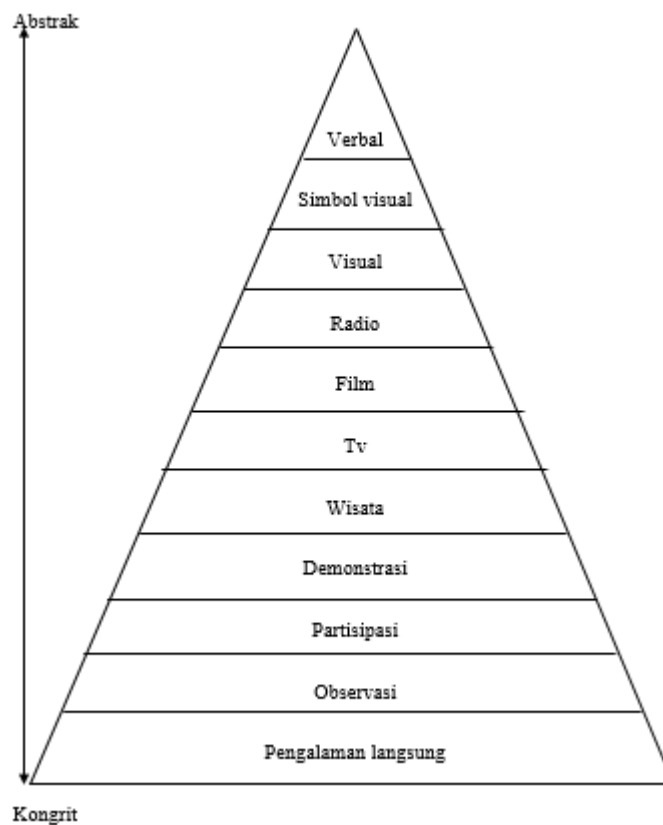 Abstrak
Verbal
Simbol visual
Visual
Radio
Film
Tv
Wisata
Demonstrasi
Partisipasi
Observasi
Pengalaman langsung
Kongrit